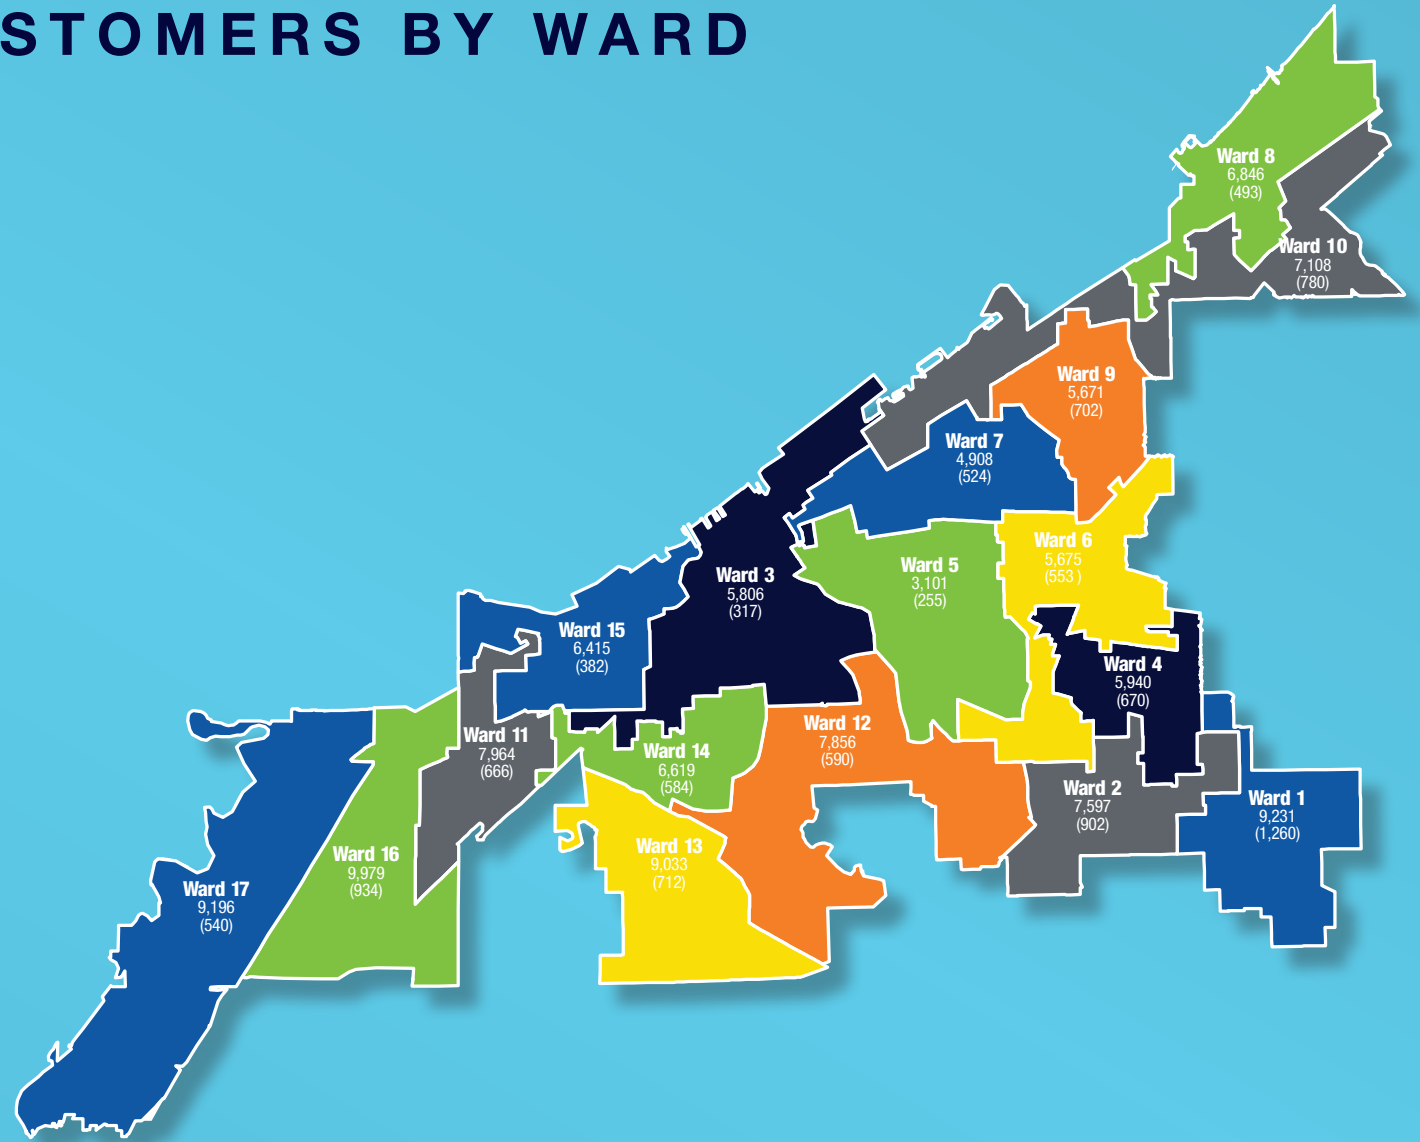 STOMERS BY WARD
Ward 8
6,846
(493)
Ward 10
7,108
(780)
Ward 9
5,671
(702)
Ward 7
4,908
(524)
Ward 6
5,675
(553 )
Ward 5
3,101
(255)
Ward 3
5,806
(317)
Ward 15
6,415
(382)
Ward 4
5,940
(670)
Ward 12
7,856
(590)
Ward 11
7,964
(666)
Ward 14
6,619
(584)
Ward 2
7,597
(902)
Ward 1
9,231
(1,260)
Ward 13
9,033
(712)
Ward 16
9,979
(934)
Ward 17
9,196
(540)